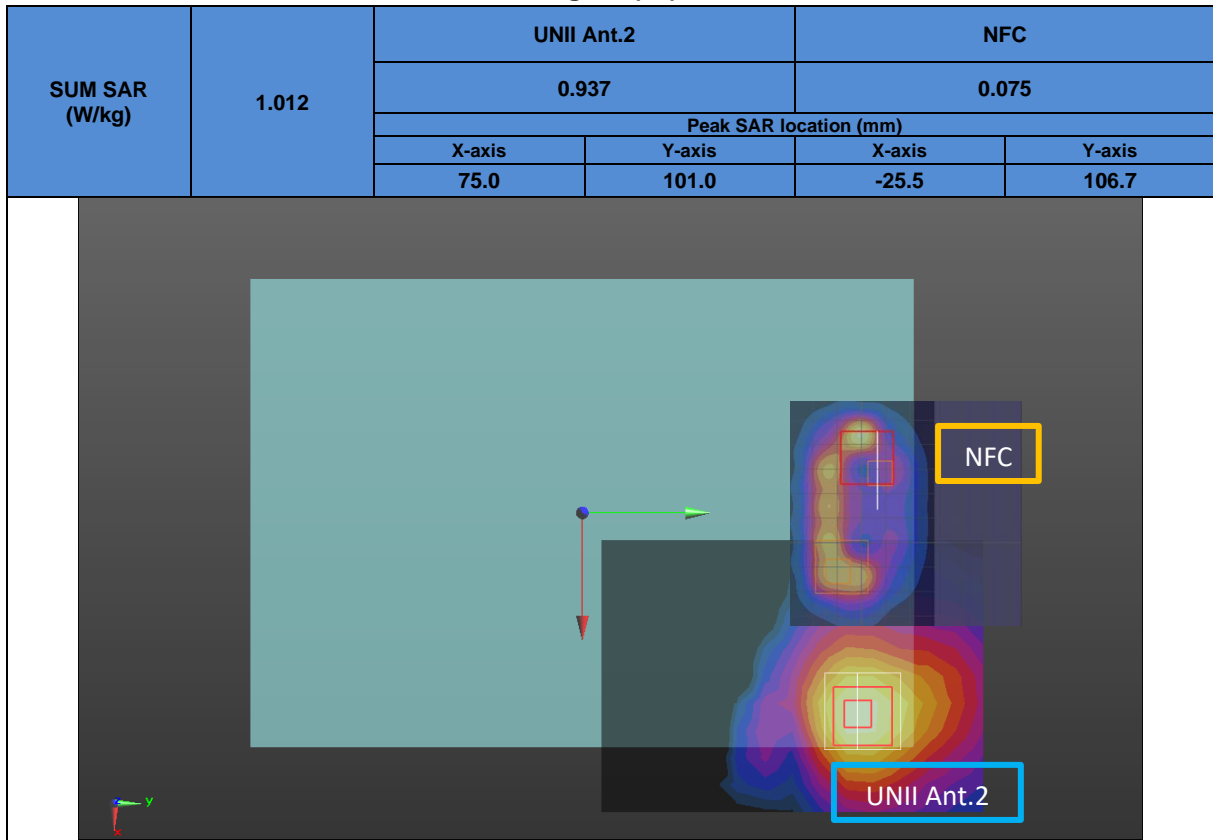 UNII Ant.2 NFC
SUM SAR (W/kg) 1.012 0.937 0.075
Peak SAR location (mm)
X-axis Y-axis X-axis Y-axis
75.0 101.0 -25.5 106.7
NFC
UNII Ant.2
Y
X